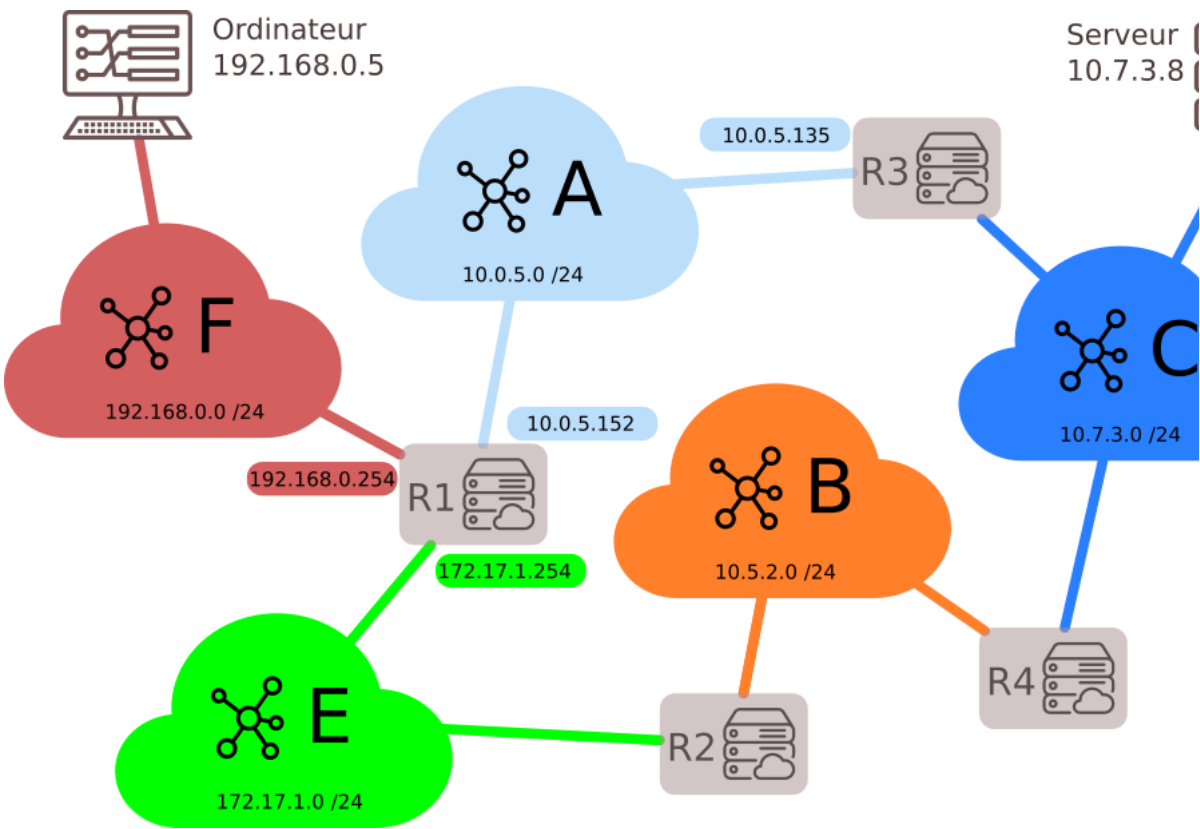 Ordinateur
192.168.0.5
Serveur
10.7.3.8
10.0.5.135
R3
A
10.0.5.0 /24
F
192.168.0.0 /24
C
10.7.3.0 /24
10.0.5.152
192.168.0.254
R1
B
10.5.2.0 /24
172.17.1.254
R4
E
172.17.1.0 /24
R2